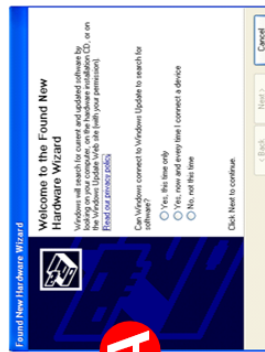 Found New Hardware Wizard
Welcome to the Found New
Hardware Wizard
Windows will search for current and updated software by
looking on your computer, on the hardware installation CD, or on
the Windows Update Web site (with your permission).
Read our privacy policy
Can Windows connect to Windows Update to search for
software?
Yes, this time only
Yes, now and every time I connect a device
No, not this time
Click Next to continue.
< Back
Next >
Cancel
A